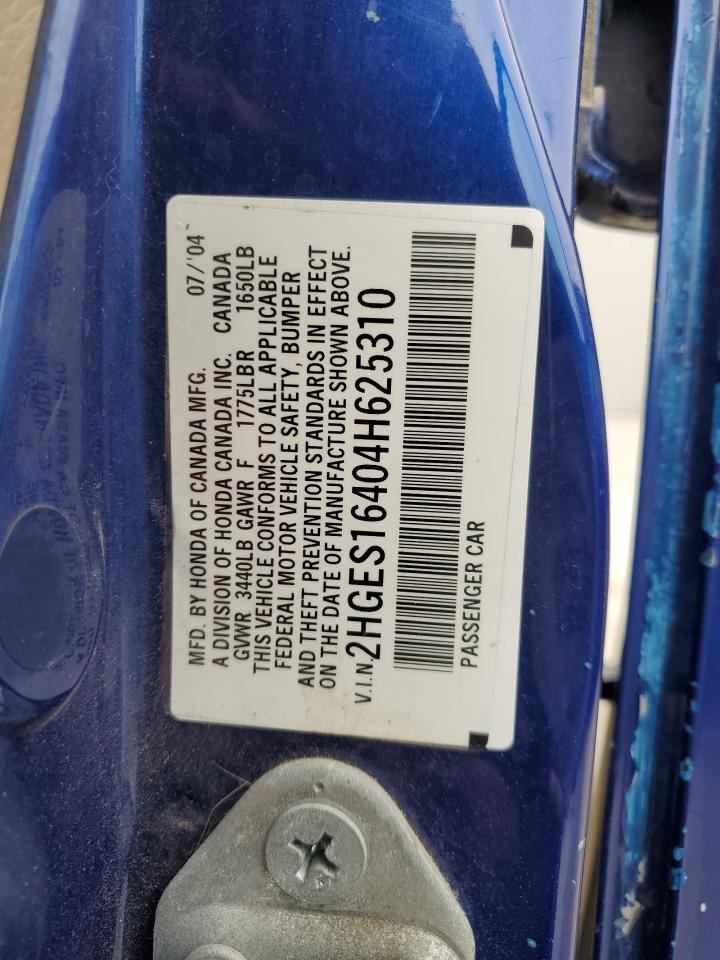 MFD. BY HONDA OF CANADA MFG. 07/'04
A DIVISION OF HONDA CANADA INC. CANADA
GVWR 3440LB GAWR F 1775LBR 1650LB
THIS VEHICLE CONFORMS TO ALL APPLICABLE
FEDERAL MOTOR VEHICLE SAFETY, BUMPER
AND THEFT PREVENTION STANDARDS IN EFFECT
ON THE DATE OF MANUFACTURE SHOWN ABOVE.
V.I.N. 2HGES16404H625310
PASSENGER CAR